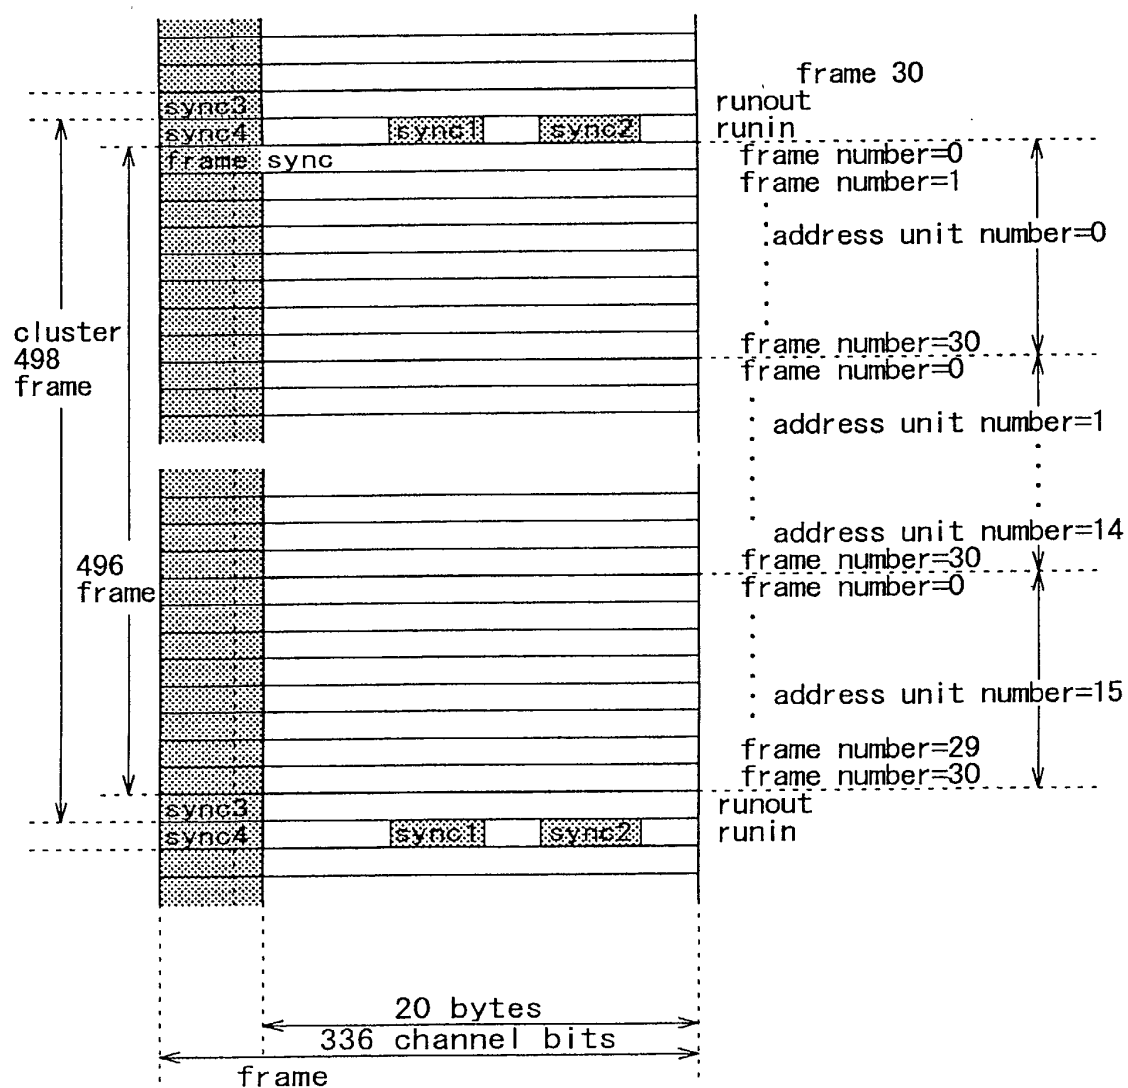 frame 30
sync3
runout
sync4 sync1 sync2
runin
frame sync
frame number=0
frame number=1
address unit number=0
cluster
498
frame
frame number=30
frame number=0
address unit number=1
address unit number=14
496
frame
frame number=30
frame number=0
address unit number=15
frame number=29
frame number=30
sync3
runout
sync4 sync1 sync2
runin
20 bytes
336 channel bits
frame